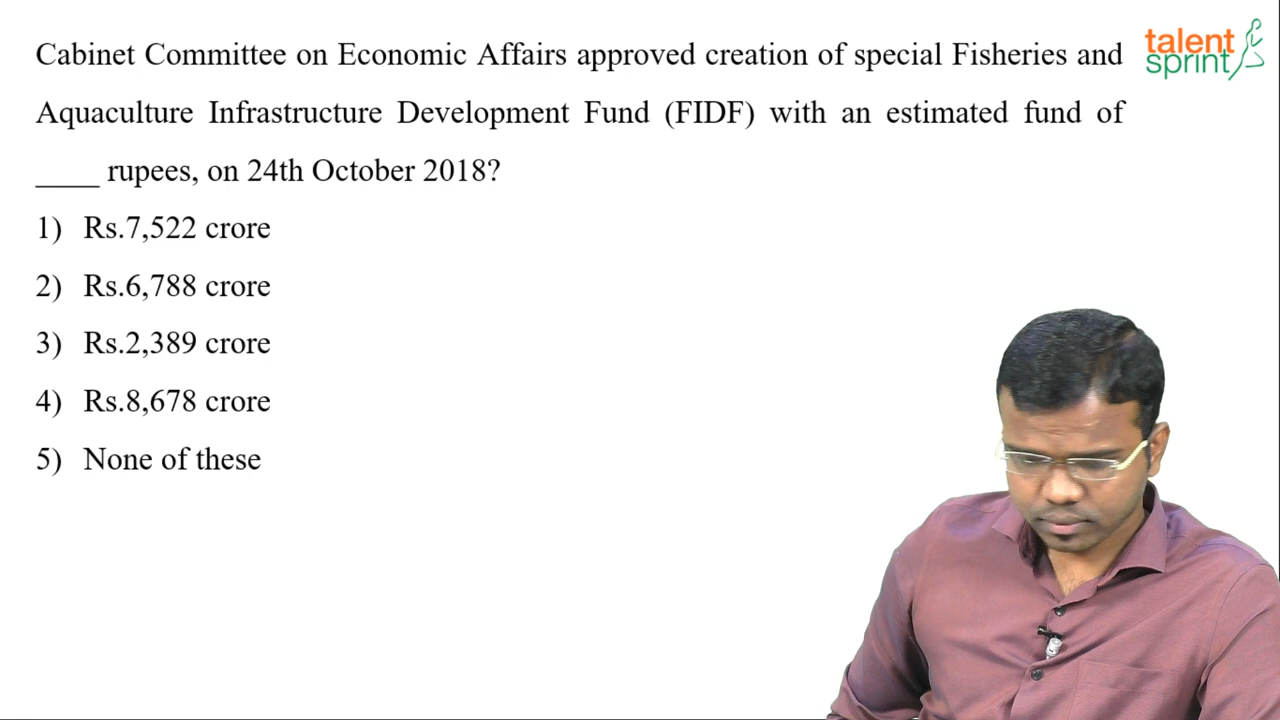 Cabinet Committee on Economic Affairs approved creation of special Fisheries and
Aquaculture Infrastructure Development Fund (FIDF) with an estimated fund of
____ rupees, on 24th October 2018?
1) Rs.7,522 crore
2) Rs.6,788 crore
3) Rs.2,389 crore
4) Rs.8,678 crore
5) None of these
talent
sprint